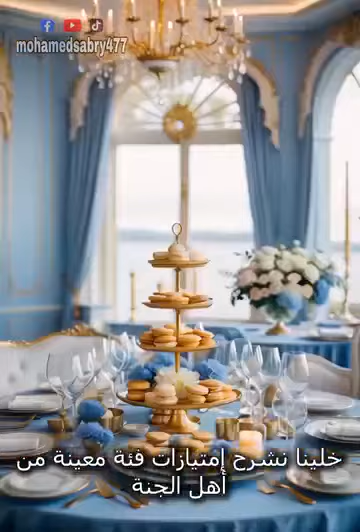 mohamedsabry477
خلينا نشرح إمتيازات فئة معينة من
أهل الجنة